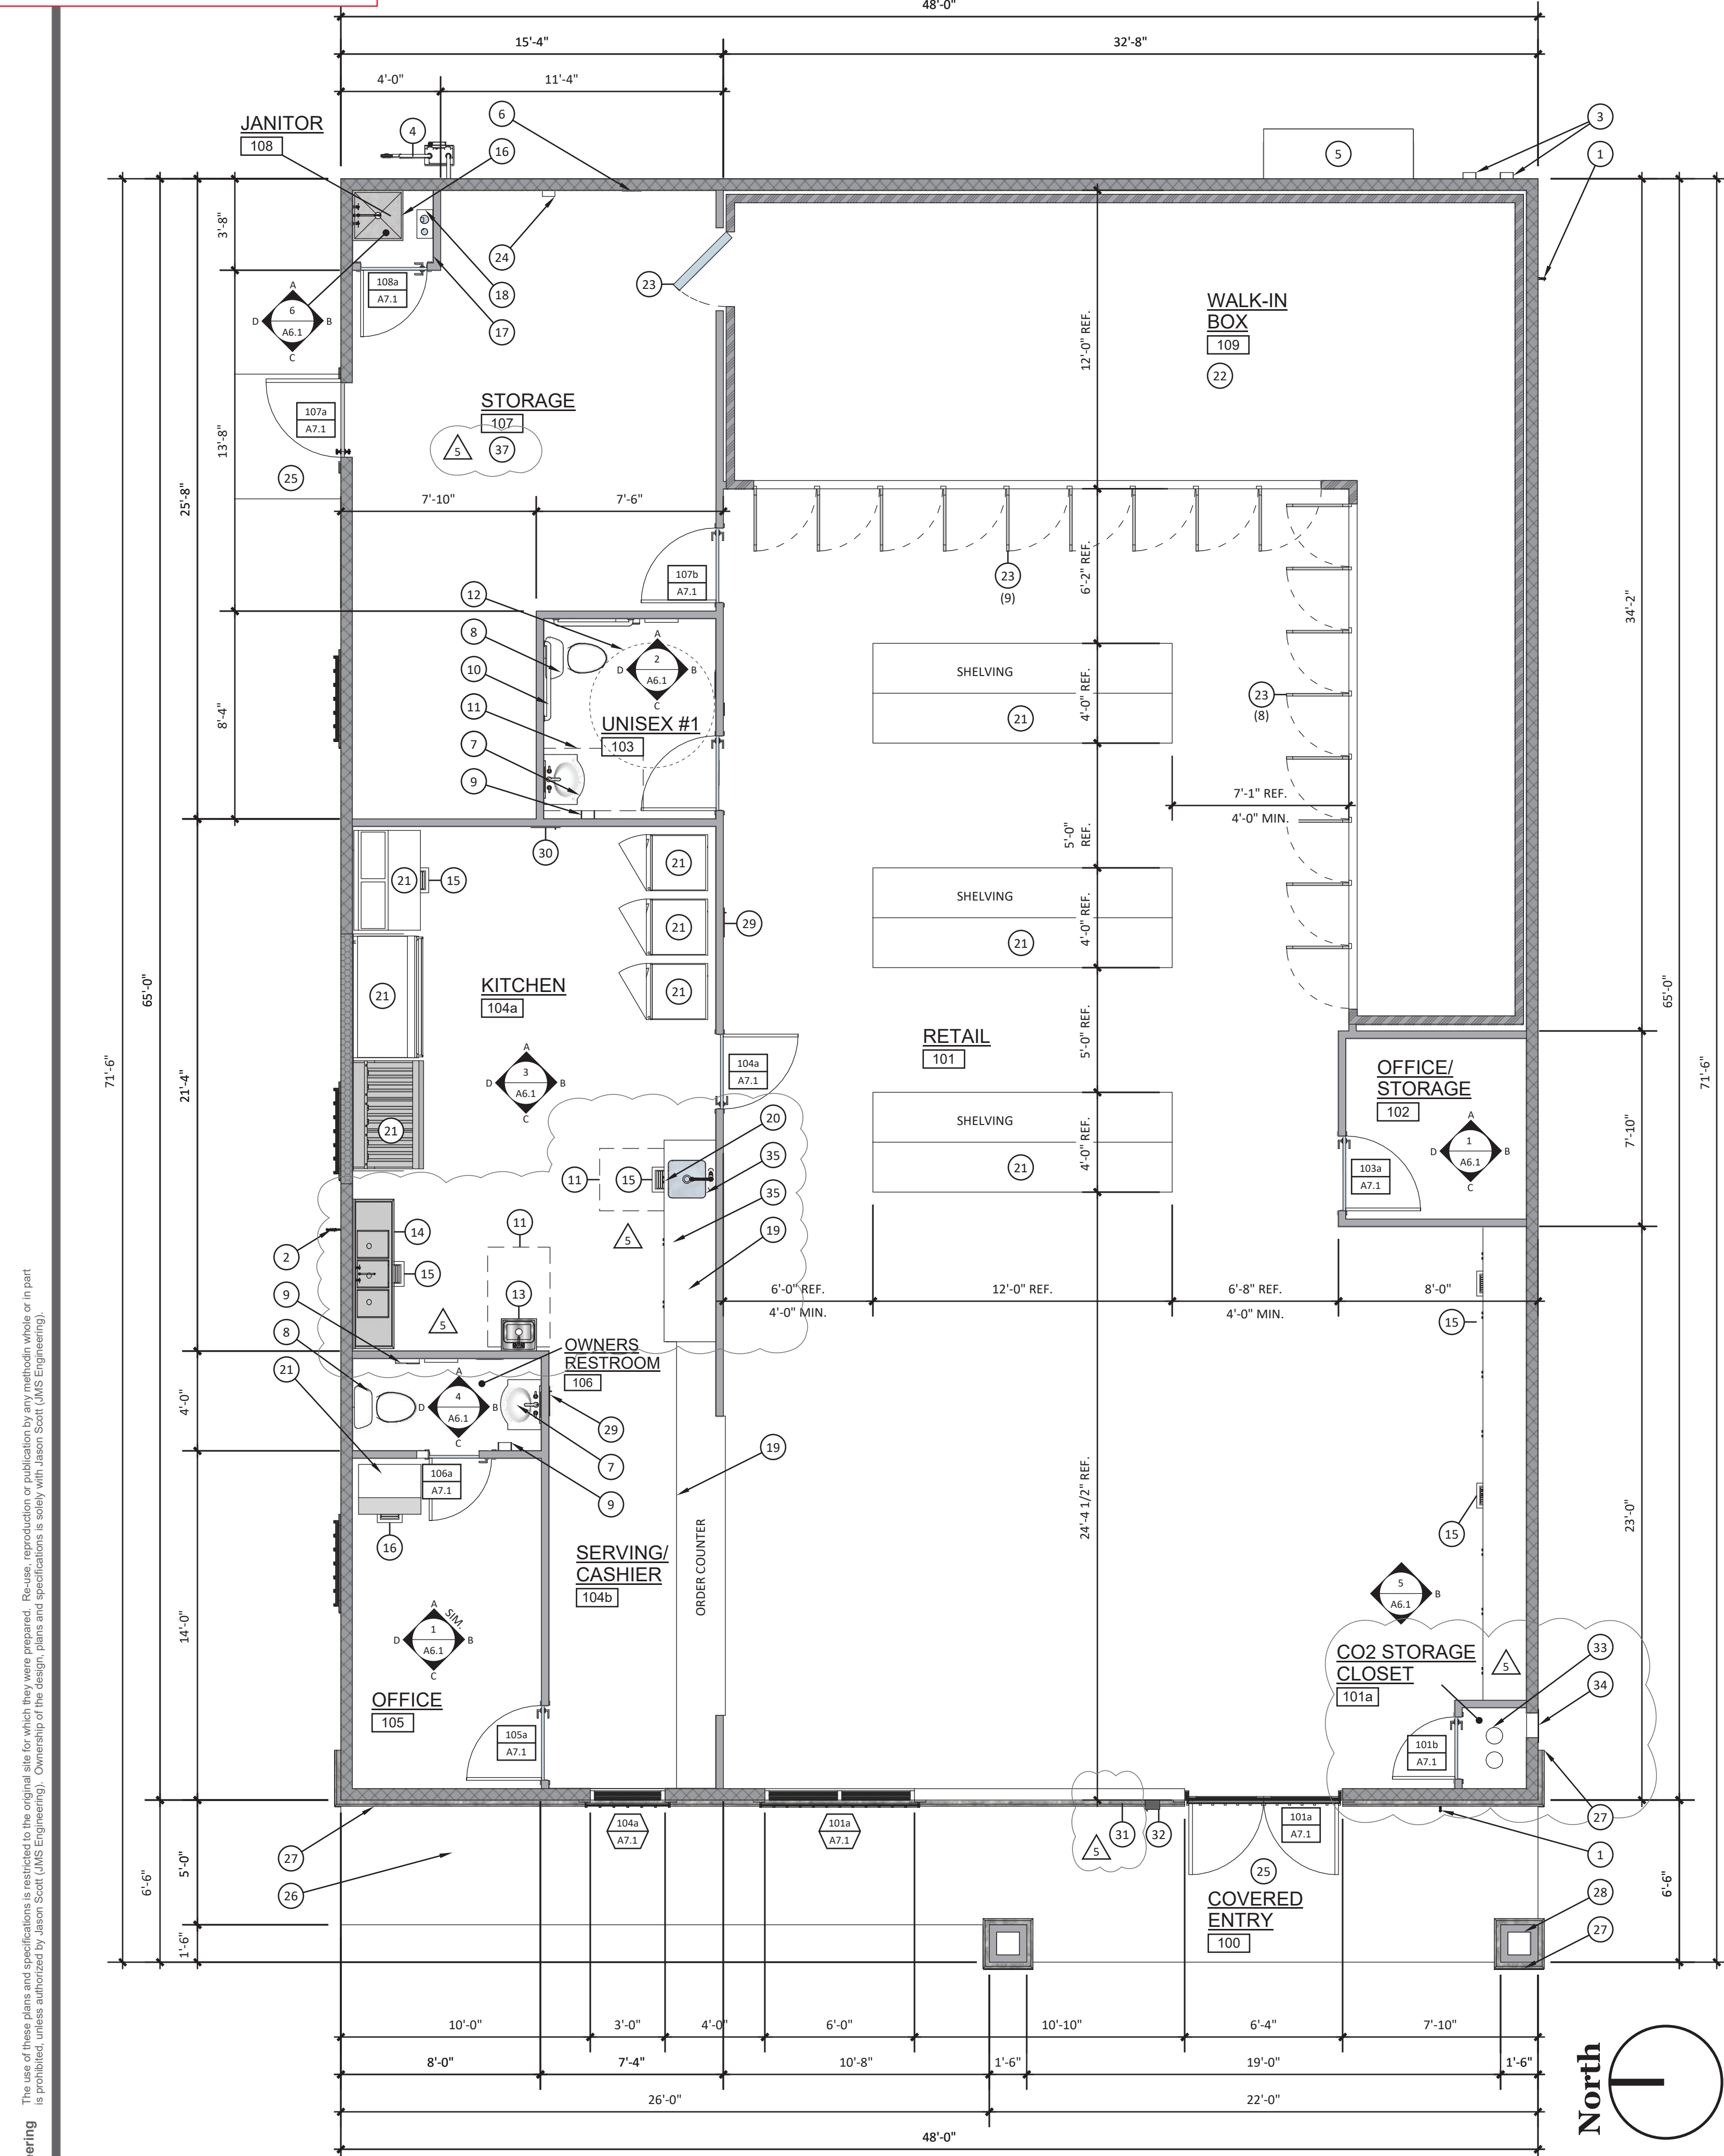 48'-0"
15'-4"
32'-8"
4'-0"
11'-4"
JANITOR
108
4
6
16
5
3
1
3'-8"
24
18
17
23
108a
A7.1
A
6
D
B
A6.1
C
WALK-IN
BOX
109
22
12'-0" REF.
STORAGE
107
5
37
107a
A7.1
13'-8"
25
25'-8"
7'-10"
7'-6"
107b
A7.1
23
(9)
6'-2" REF.
34'-2"
12
8
10
11
7
9
A
2
D
B
A6.1
C
UNISEX #1
103
8'-4"
SHELVING
21
4'-0" REF.
23
(8)
7'-1" REF.
4'-0" MIN.
5'-0"
REF.
30
21
15
21
21
21
29
SHELVING
21
4'-0" REF.
65'-0"
65'-0"
21
KITCHEN
104a
RETAIL
101
5'-0" REF.
71'-6"
71'-6"
21'-4"
A
3
D
B
A6.1
C
104a
A7.1
OFFICE/
STORAGE
102
A
1
D
B
A6.1
C
7'-10"
103a
A7.1
21
20
35
35
19
11
15
SHELVING
21
4'-0" REF.
2
14
11
5
15
13
5
6'-0" REF.
4'-0" MIN.
12'-0" REF.
6'-8" REF.
4'-0" MIN.
8'-0"
15
9
8
21
OWNERS
RESTROOM
106
A
4
D
B
A6.1
C
4'-0"
29
7
9
19
106a
A7.1
16
24'-4 1/2" REF.
15
23'-0"
SERVING/
CASHIER
104b
ORDER COUNTER
14'-0"
A
SIM.
1
D
B
A6.1
C
5
B
A6.1
CO2 STORAGE
CLOSET
101a
5
33
34
OFFICE
105
105a
A7.1
101b
A7.1
27
104a
A7.1
101a
A7.1
5
31
32
101a
A7.1
27
1
26
25
COVERED
ENTRY
100
28
27
6'-6"
5'-0"
1'-6"
6'-6"
10'-0"
3'-0"
4'-0"
6'-0"
10'-10"
6'-4"
7'-10"
8'-0"
7'-4"
10'-8"
1'-6"
19'-0"
1'-6"
26'-0"
22'-0"
48'-0"
North
The use of these plans and specifications is restricted to the original site for which they were prepared. Re-use, reproduction or publication by any methodin whole or in part
is prohibited, unless authorized by Jason Scott (JMS Engineering). Ownership of the design, plans and specifications is solely with Jason Scott (JMS Engineering).